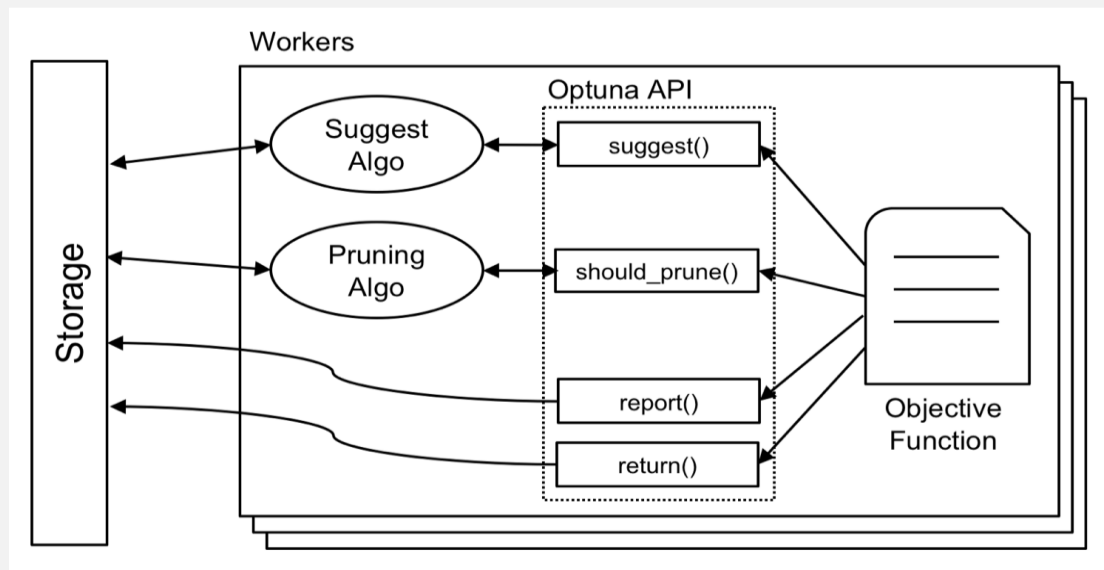 Workers
Optuna API
Suggest
Algo
suggest()
Pruning
Algo
should_prune()
Storage
report()
return()
Objective
Function